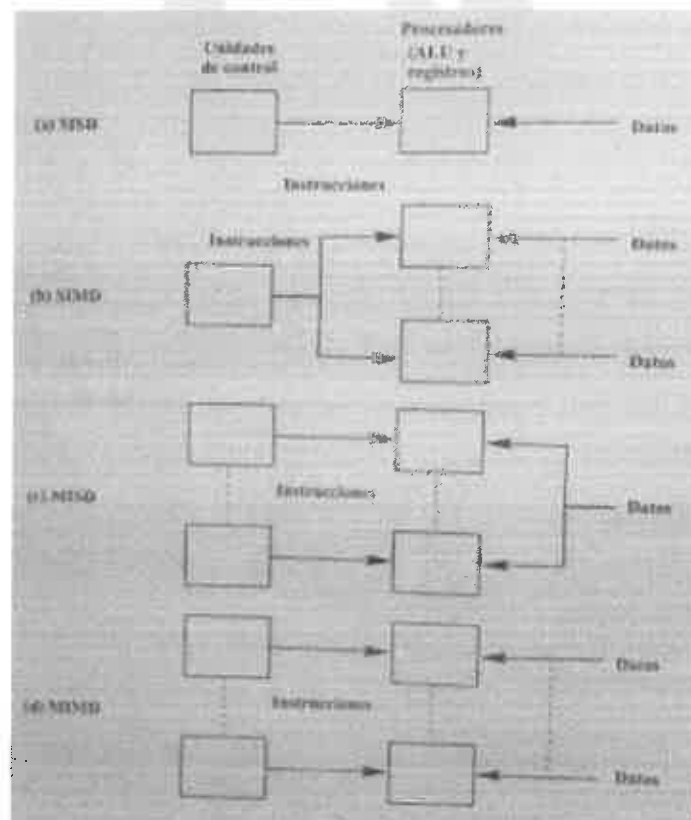 Unidades
de control
Procesadores
(ALU y
registros)
(a) SISD
Datos
Instrucciones
Instrucciones
Datos
(b) SIMD
Datos
(c) MISD
Instrucciones
Datos
Datos
(d) MIMD
Instrucciones
Datos